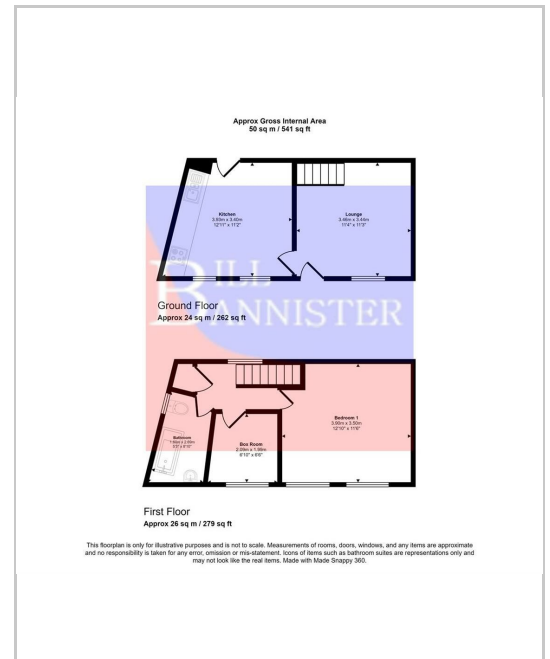 Approx Gross Internal Area
50 sq m / 541 sq ft
Kitchen
3.93m x 3.40m
12'11" x 11'2"
Lounge
3.46m x 3.44m
11'4" x 11'3"
BILL
BANNISTER
Ground Floor
Approx 24 sq m / 262 sq ft
Bathroom
Box Room
2.09m x 1.99m
6'10" x 6'6"
Bedroom 1
3.90m x 3.50m
12'10" x 11'6"
First Floor
Approx 26 sq m / 279 sq ft
This floorplan is only for illustrative purposes and is not to scale. Measurements of rooms, doors, windows, and any items are approximate
and no responsibility is taken for any error, omission or mis-statement. Icons of items such as bathroom suites are representations only and
may not look like the real items. Made with Made Snappy 360.